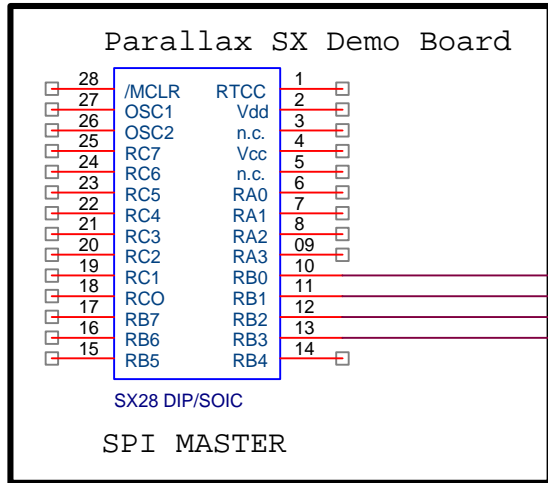 Parallax SX Demo Board
28 /MCLR RTCC 1
27 OSC1 Vdd 2
26 OSC2 n.c. 3
25 RC7 Vcc 4
24 RC6 n.c. 5
23 RC5 RA0 6
22 RC4 RA1 7
21 RC3 RA2 8
20 RC2 RA3 09
19 RC1 RB0 10
18 RCO RB1 11
17 RB7 RB2 12
16 RB6 RB3 13
15 RB5 RB4 14
SX28 DIP/SOIC
SPI MASTER